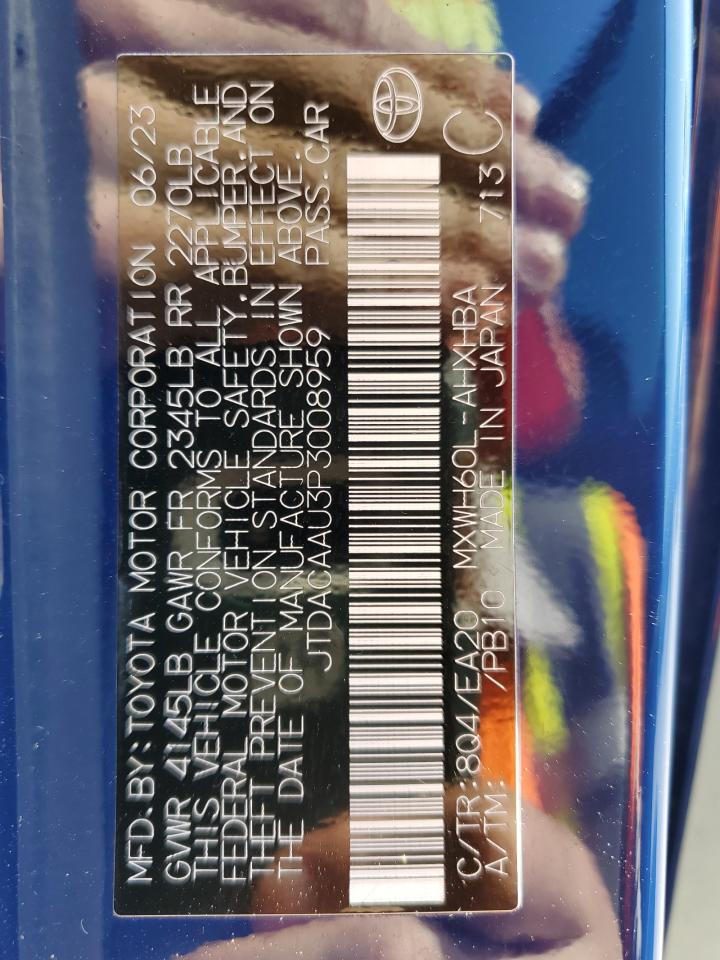 MFD.BY:TOYOTA MOTOR CORPORATION 06/23
GVWR 4145LB GAWR FR 2345LB RR 2270LB
THIS VEHICLE CONFORMS TO ALL APPLICABLE
FEDERAL MOTOR VEHICLE SAFETY,BUMPER,AND
THEFT PREVENTION STANDARDS IN EFFECT ON
THE DATE OF MANUFACTURE SHOWN ABOVE.
JTDACAAU3P3008959 PASS.CAR
C/TR:8Q4/EA20 MXWH60L-AHXHBA C
A/TM: /PB10 MADE IN JAPAN 713